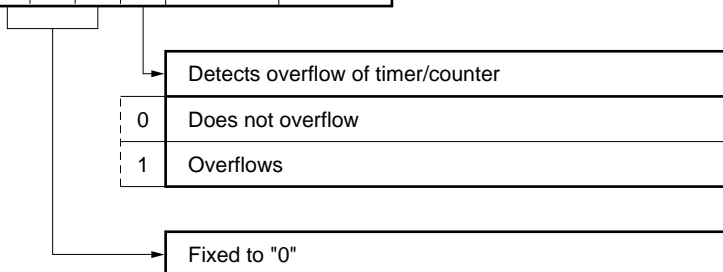 Detects overflow of timer/counter
0 Does not overflow
1 Overflows
Fixed to "0"